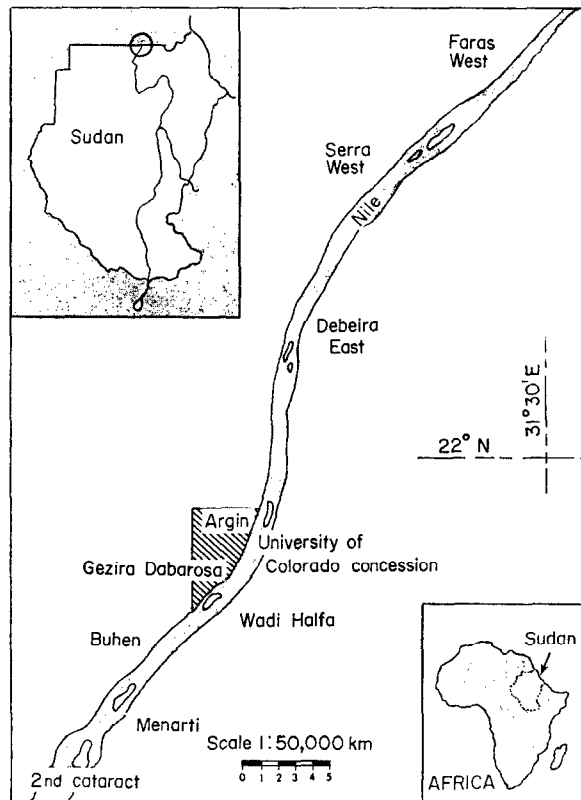 Faras
West
Sudan
Serra
West
Nile
Debeira
East
31°30'E
22° N
Argin
University of
Colorado concession
Gezira Dabarosa
Wadi Halfa
Buhen
Menarti
2nd cataract
Scale 1:50,000 km
0 1 2 3 4 5
Sudan
AFRICA